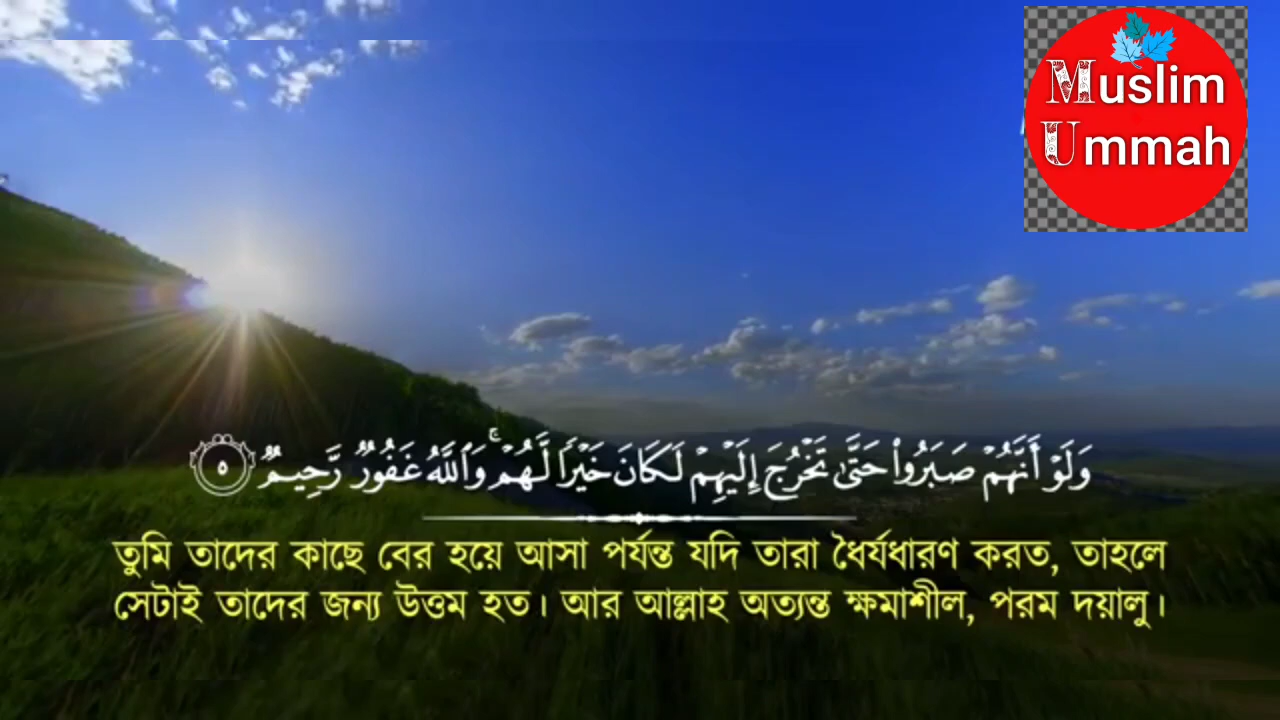 Muslim
Ummah
وَلَوْ أَنَّهُمْ صَبَرُوا۟ حَتَّىٰ تَخْرُجَ إِلَيْهِمْ لَكَانَ خَيْرًا لَّهُمْ ۚ وَٱللَّهُ غَفُورٌ رَّحِيمٌ ٥
তুমি তাদের কাছে বের হয়ে আসা পর্যন্ত যদি তারা ধৈর্যধারণ করত, তাহলে
সেটাই তাদের জন্য উত্তম হত। আর আল্লাহ অত্যন্ত ক্ষমাশীল, পরম দয়ালু।